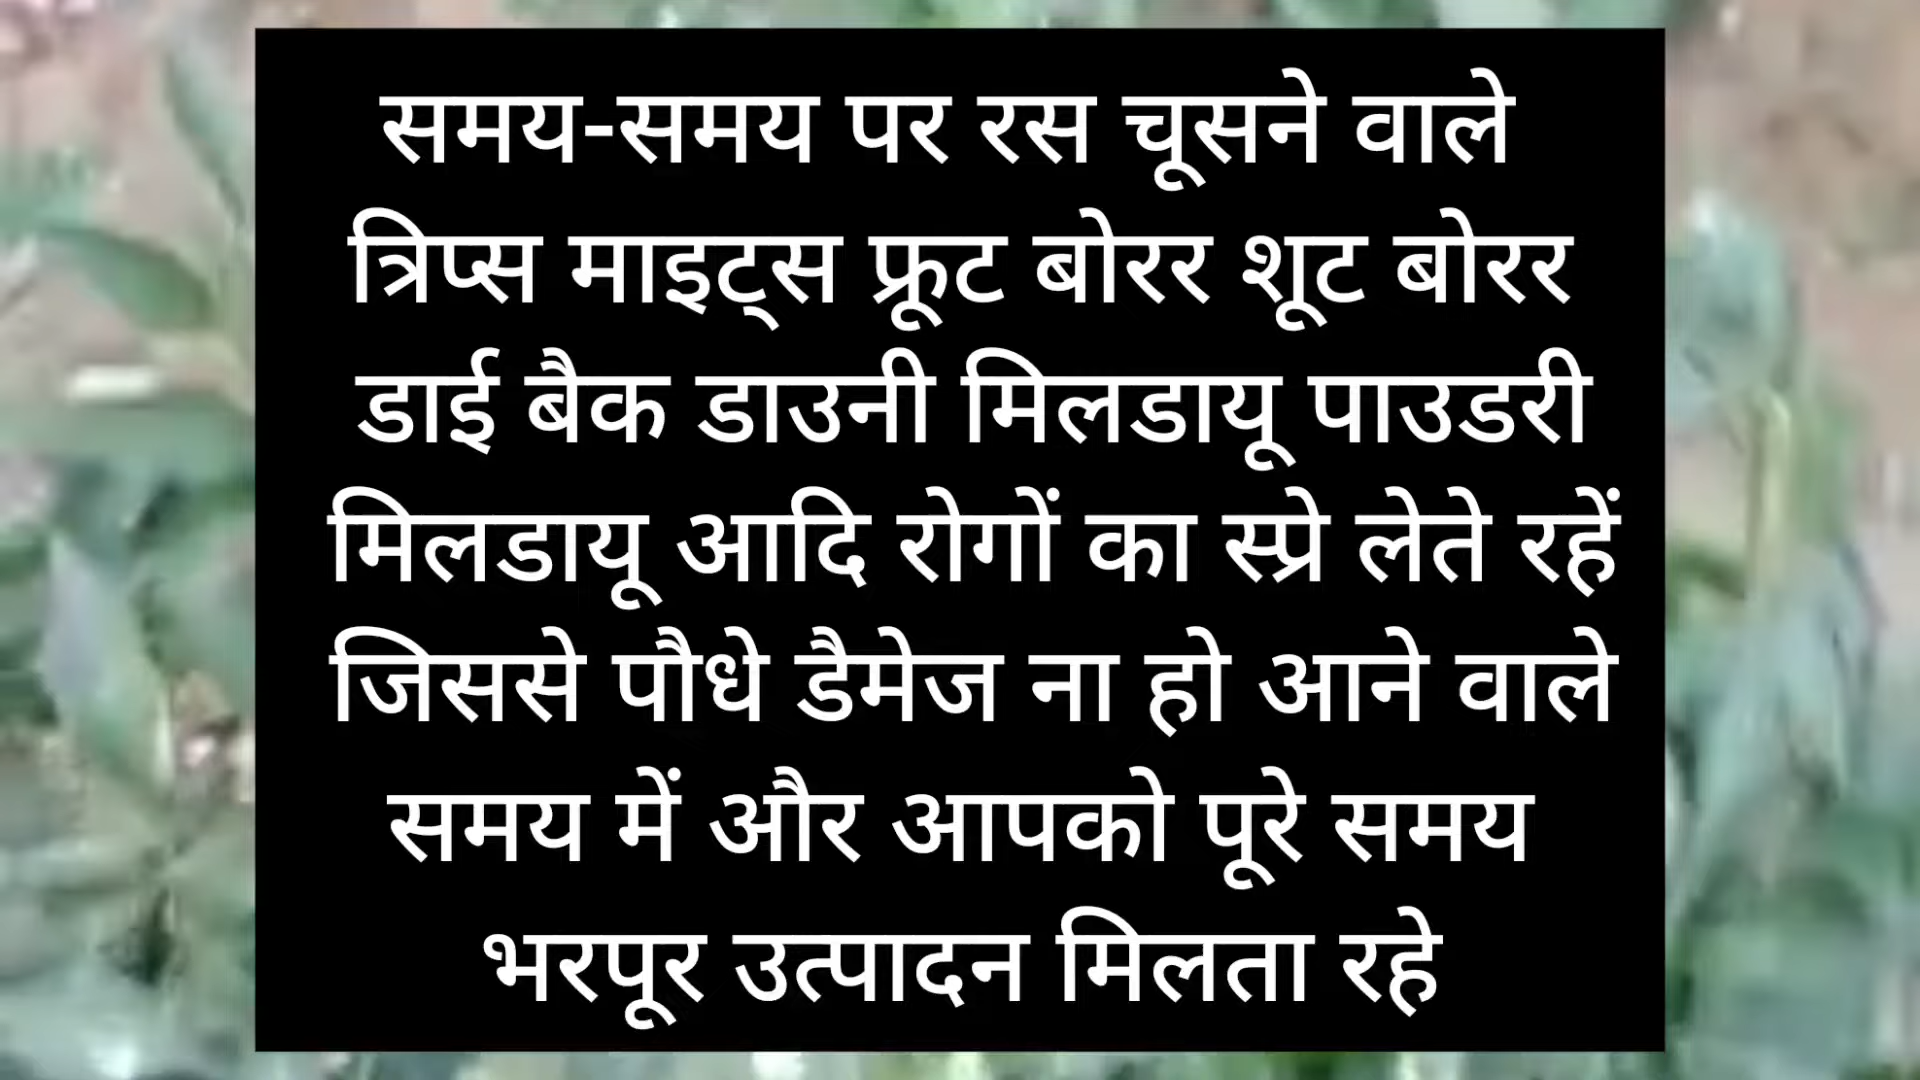 समय-समय पर रस चूसने वाले
त्रिप्स माइट्स फ्रूट बोरर शूट बोरर
डाई बैक डाउनी मिलडायू पाउडरी
मिलडायू आदि रोगों का स्प्रे लेते रहें
जिससे पौधे डैमेज ना हो आने वाले
समय में और आपको पूरे समय
भरपूर उत्पादन मिलता रहे